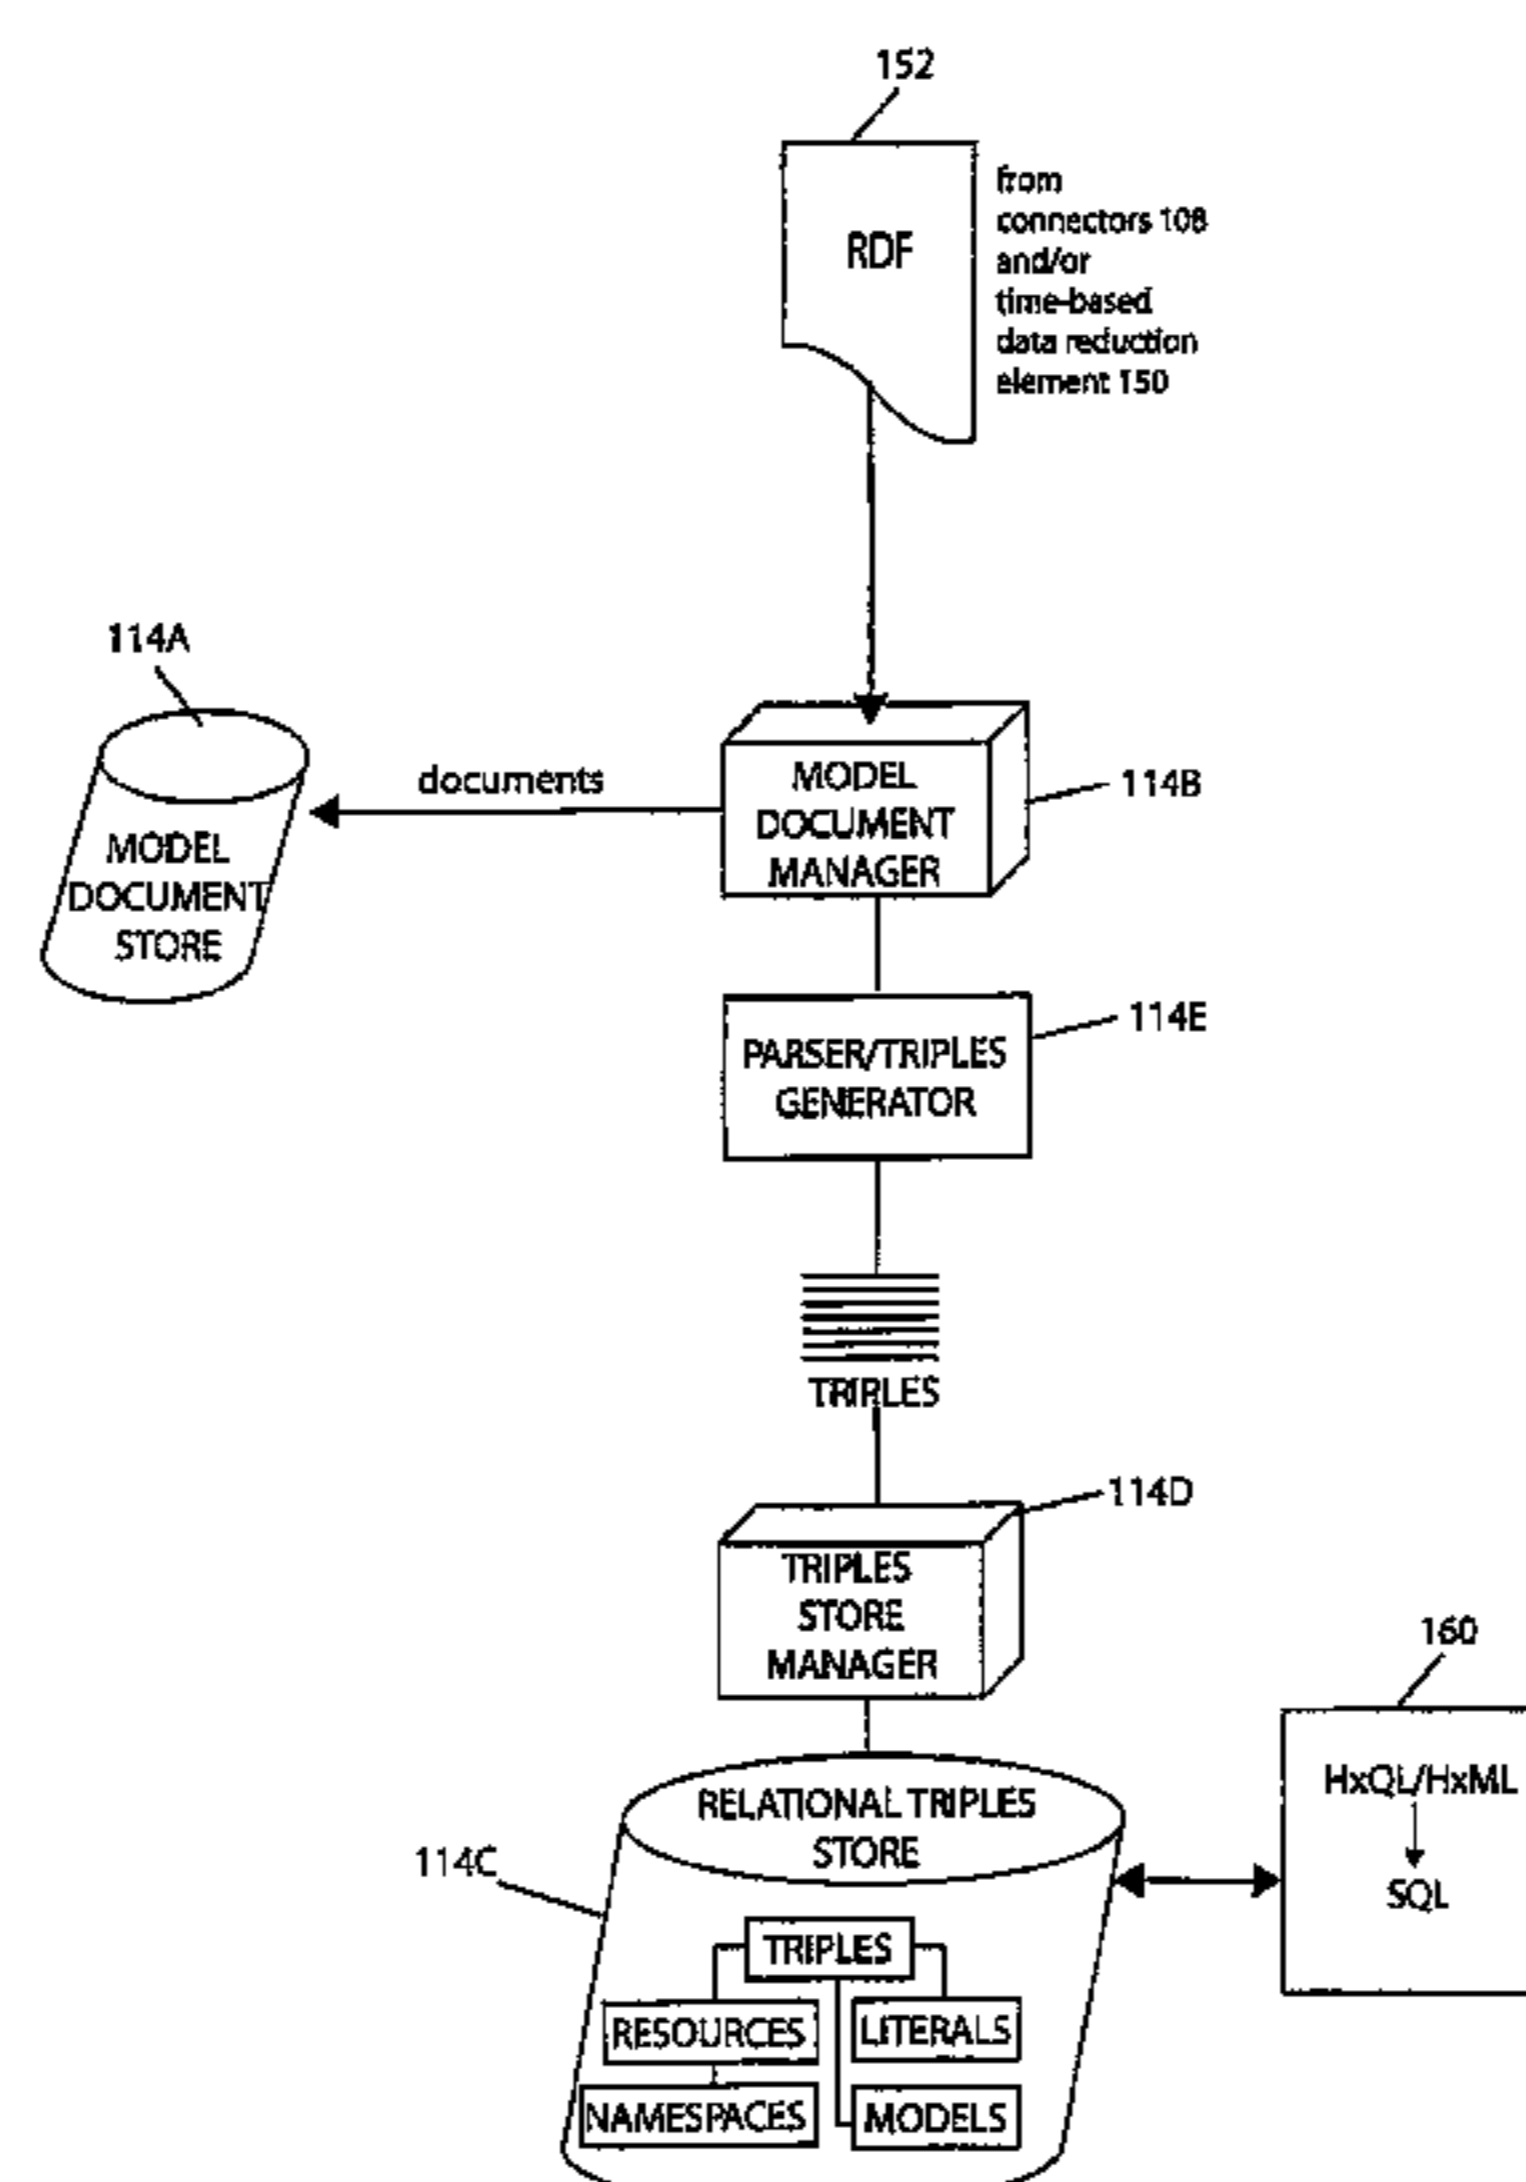 152
RDF
from
connectors 108
and/or
time-based
data reduction
element 150
114A
documents
MODEL
DOCUMENT
STORE
MODEL
DOCUMENT
MANAGER
114B
PARSER/TRIPLES
GENERATOR
114E
TRIPLES
TRIPLES
STORE
MANAGER
114D
160
HxQL/HxML
SQL
RELATIONAL TRIPLES
STORE
114C
TRIPLES
RESOURCES
LITERALS
NAMESPACES
MODELS